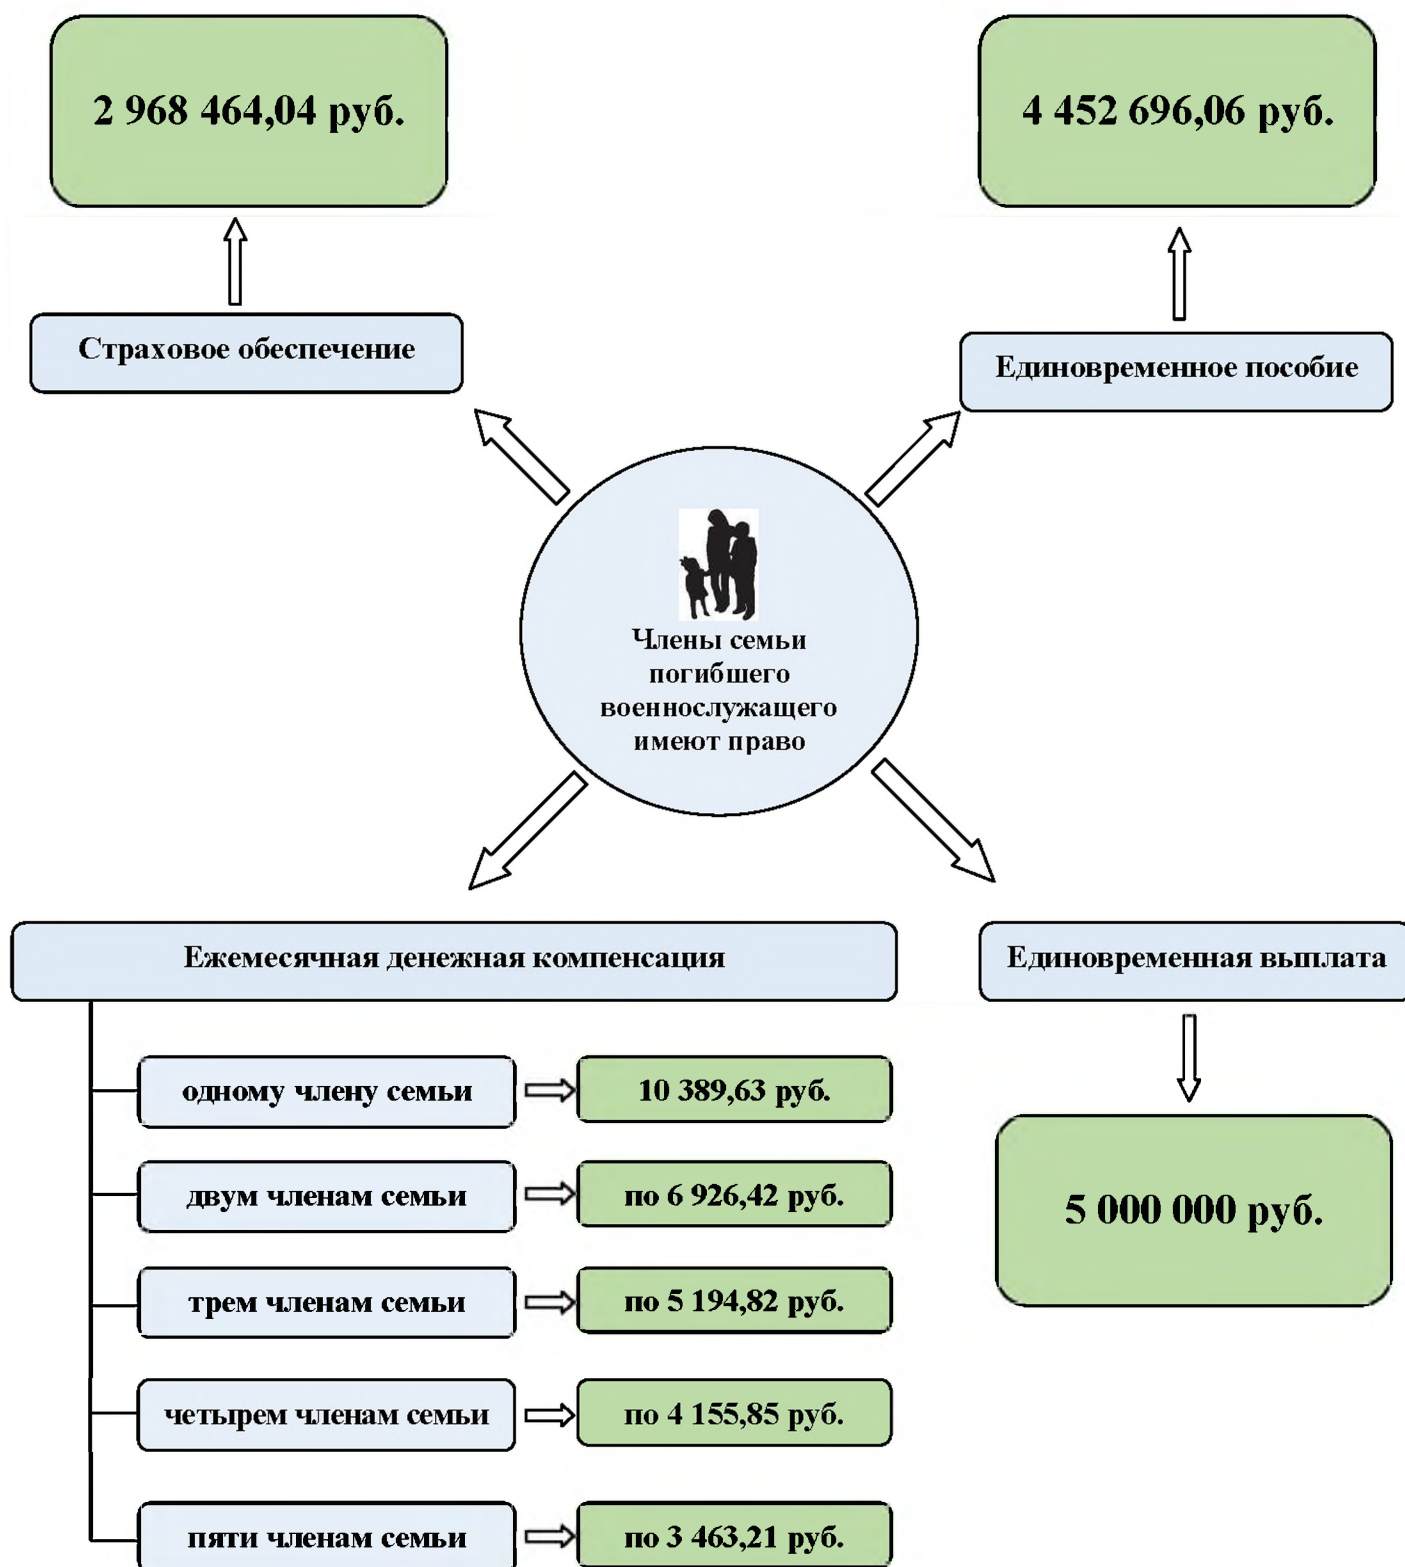 2 968 464,04 руб.
4 452 696,06 руб.
Страховое обеспечение
Единовременное пособие
Члены семьи
погибшего
военнослужащего
имеют право
Ежемесячная денежная компенсация
одному члену семьи
10 389,63 руб.
двум членам семьи
по 6 926,42 руб.
трем членам семьи
по 5 194,82 руб.
четырем членам семьи
по 4 155,85 руб.
пяти членам семьи
по 3 463,21 руб.
Единовременная выплата
5 000 000 руб.